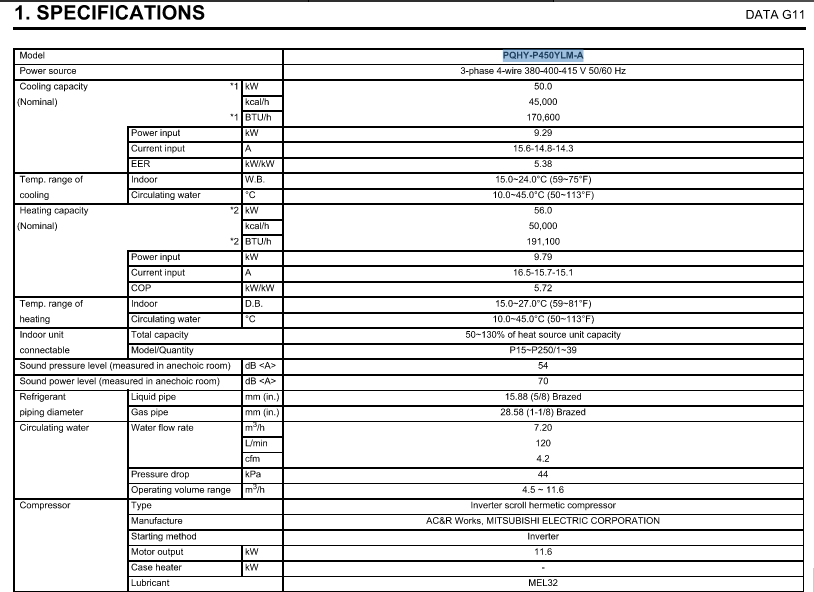 1. SPECIFICATIONS
DATA G11
Model PQHY-P450YLM-A
Power source 3-phase 4-wire 380-400-415 V 50/60 Hz
Cooling capacity *1 kW 50.0
(Nominal) kcal/h 45,000
*1 BTU/h 170,600
Power input kW 9.29
Current input A 15.6-14.8-14.3
EER kW/kW 5.38
Temp. range of Indoor W.B. 15.0~24.0°C (59~75°F)
cooling Circulating water °C 10.0~45.0°C (50~113°F)
Heating capacity *2 kW 56.0
(Nominal) kcal/h 50,000
*2 BTU/h 191,100
Power input kW 9.79
Current input A 16.5-15.7-15.1
COP kW/kW 5.72
Temp. range of Indoor D.B. 15.0~27.0°C (59~81°F)
heating Circulating water °C 10.0~45.0°C (50~113°F)
Indoor unit Total capacity 50~130% of heat source unit capacity
connectable Model/Quantity P15~P250/1~39
Sound pressure level (measured in anechoic room) dB <A> 54
Sound power level (measured in anechoic room) dB <A> 70
Refrigerant Liquid pipe mm (in.) 15.88 (5/8) Brazed
piping diameter Gas pipe mm (in.) 28.58 (1-1/8) Brazed
Circulating water Water flow rate m³/h 7.20
L/min 120
cfm 4.2
Pressure drop kPa 44
Operating volume range m³/h 4.5 ~ 11.6
Compressor Type Inverter scroll hermetic compressor
Manufacture AC&R Works, MITSUBISHI ELECTRIC CORPORATION
Starting method Inverter
Motor output kW 11.6
Case heater kW -
Lubricant MEL32